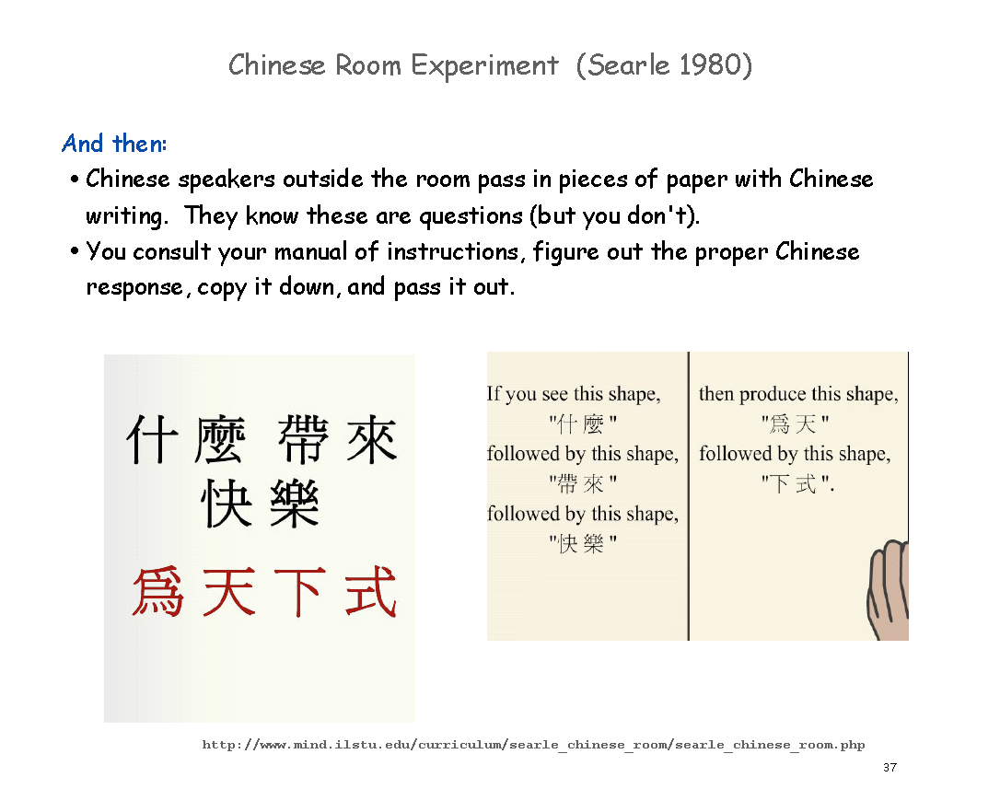 Chinese Room Experiment (Searle 1980)
And then:
• Chinese speakers outside the room pass in pieces of paper with Chinese
writing. They know these are questions (but you don't).
• You consult your manual of instructions, figure out the proper Chinese
response, copy it down, and pass it out.
什麼 帶來
快樂
爲天下式
If you see this shape,
"什麼"
followed by this shape,
"帶來"
followed by this shape,
"快樂"
then produce this shape,
"爲天"
followed by this shape,
"下式".
http://www.mind.ilstu.edu/curriculum/searle_chinese_room/searle_chinese_room.php
37